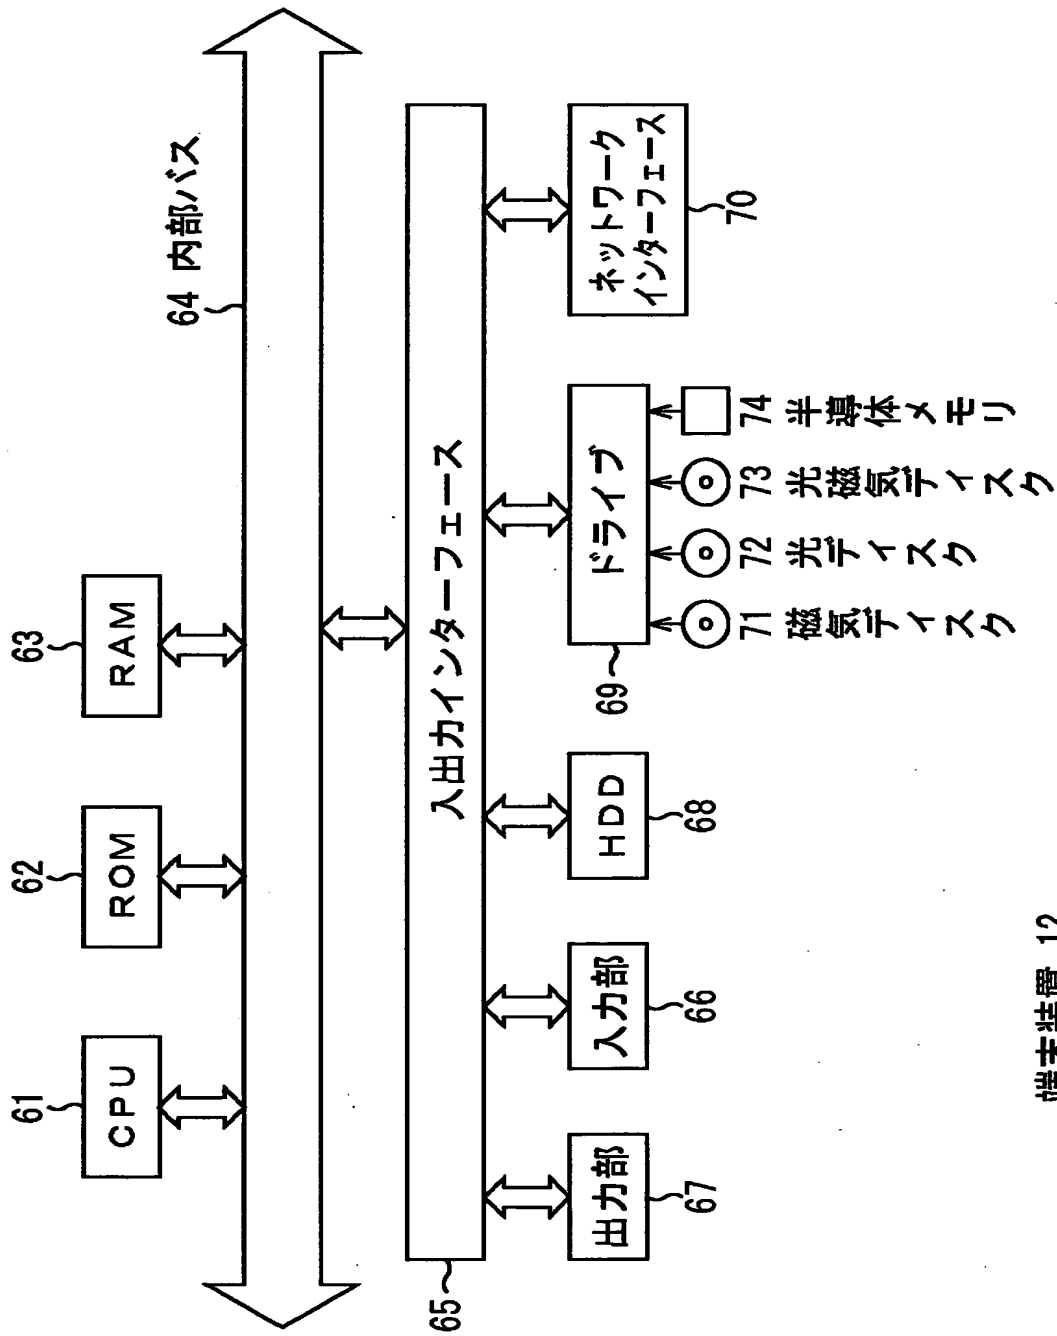 61
CPU
62
ROM
63
RAM
64 内部バス
65
入出力インターフェース
出力部
67
入力部
66
HDD
68
69
ドライブ
ネットワーク
インターフェース
70
71
磁気ディスク
72
光ディスク
73
光磁気ディスク
74
半導体メモリ
端末装置 12